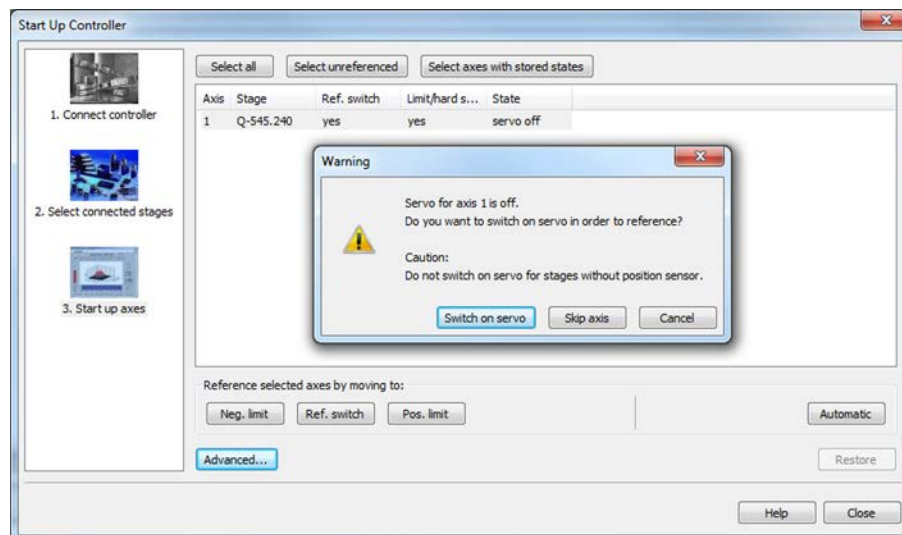 Start Up Controller
1. Connect controller
2. Select connected stages
3. Start up axes
Select all Select unreferenced Select axes with stored states
Axis Stage Ref. switch Limit/hard s... State
1 Q-545.240 yes yes servo off
Warning
Servo for axis 1 is off.
Do you want to switch on servo in order to reference?
Caution:
Do not switch on servo for stages without position sensor.
Switch on servo Skip axis Cancel
Reference selected axes by moving to:
Neg. limit Ref. switch Pos. limit Automatic
Advanced... Restore
Help Close